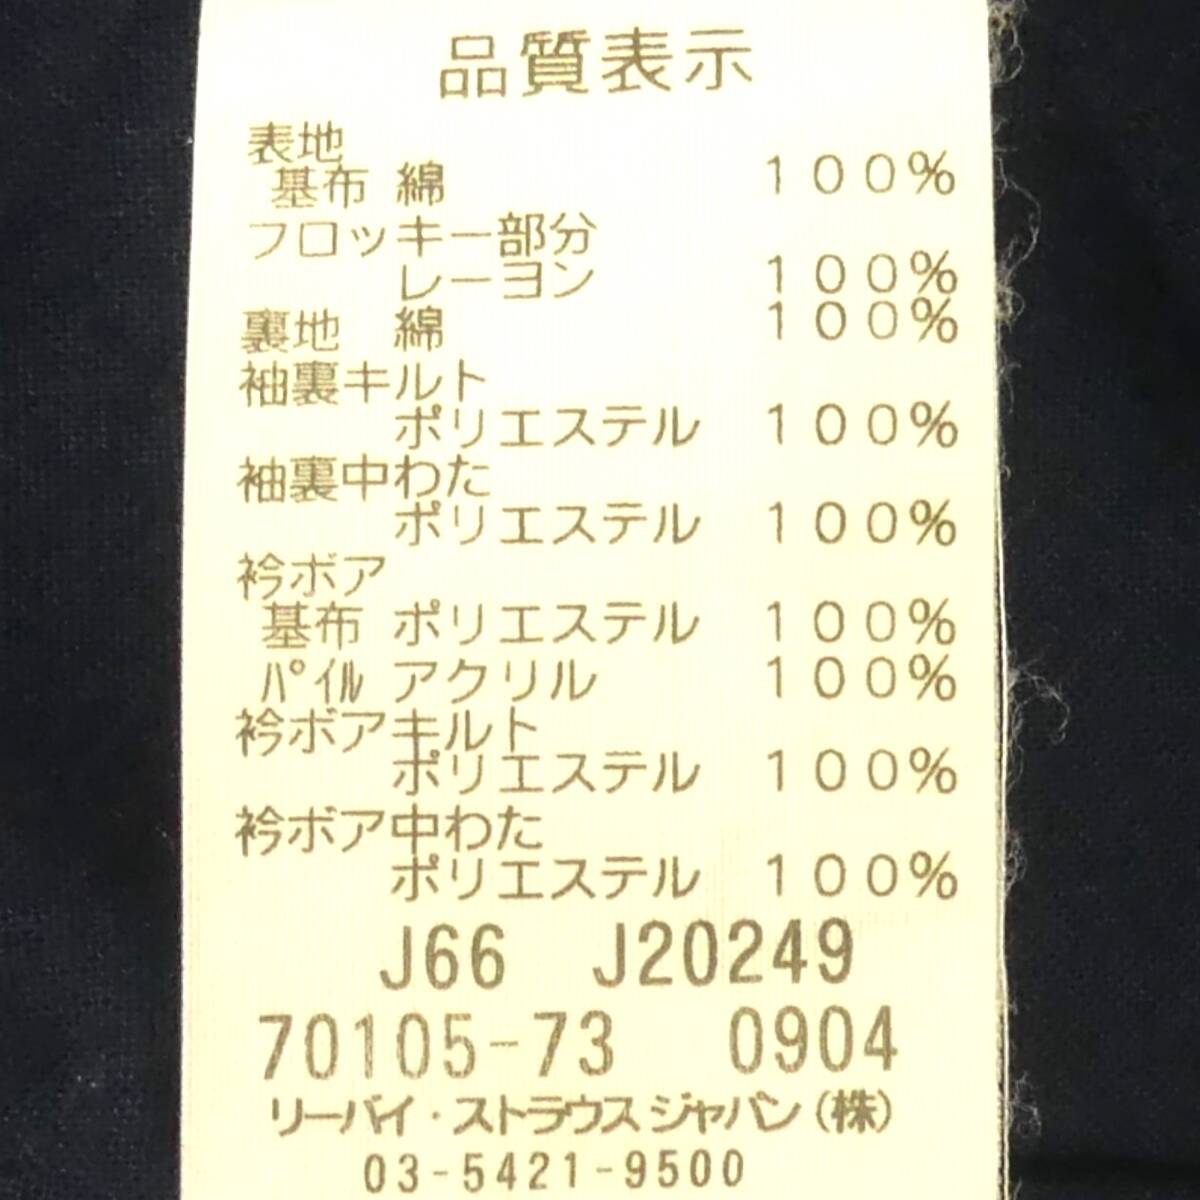 品質表示
表地
基布 綿 １００％
フロッキー部分
レーヨン １００％
裏地 綿 １００％
袖裏キルト
ポリエステル １００％
袖裏中わた
ポリエステル １００％
衿ボア
基布 ポリエステル １００％
ﾊﾟｲﾙ アクリル １００％
衿ボアキルト
ポリエステル １００％
衿ボア中わた
ポリエステル １００％
J66 J20249
70105-73 0904
リーバイ・ストラウス ジャパン（株）
03-5421-9500